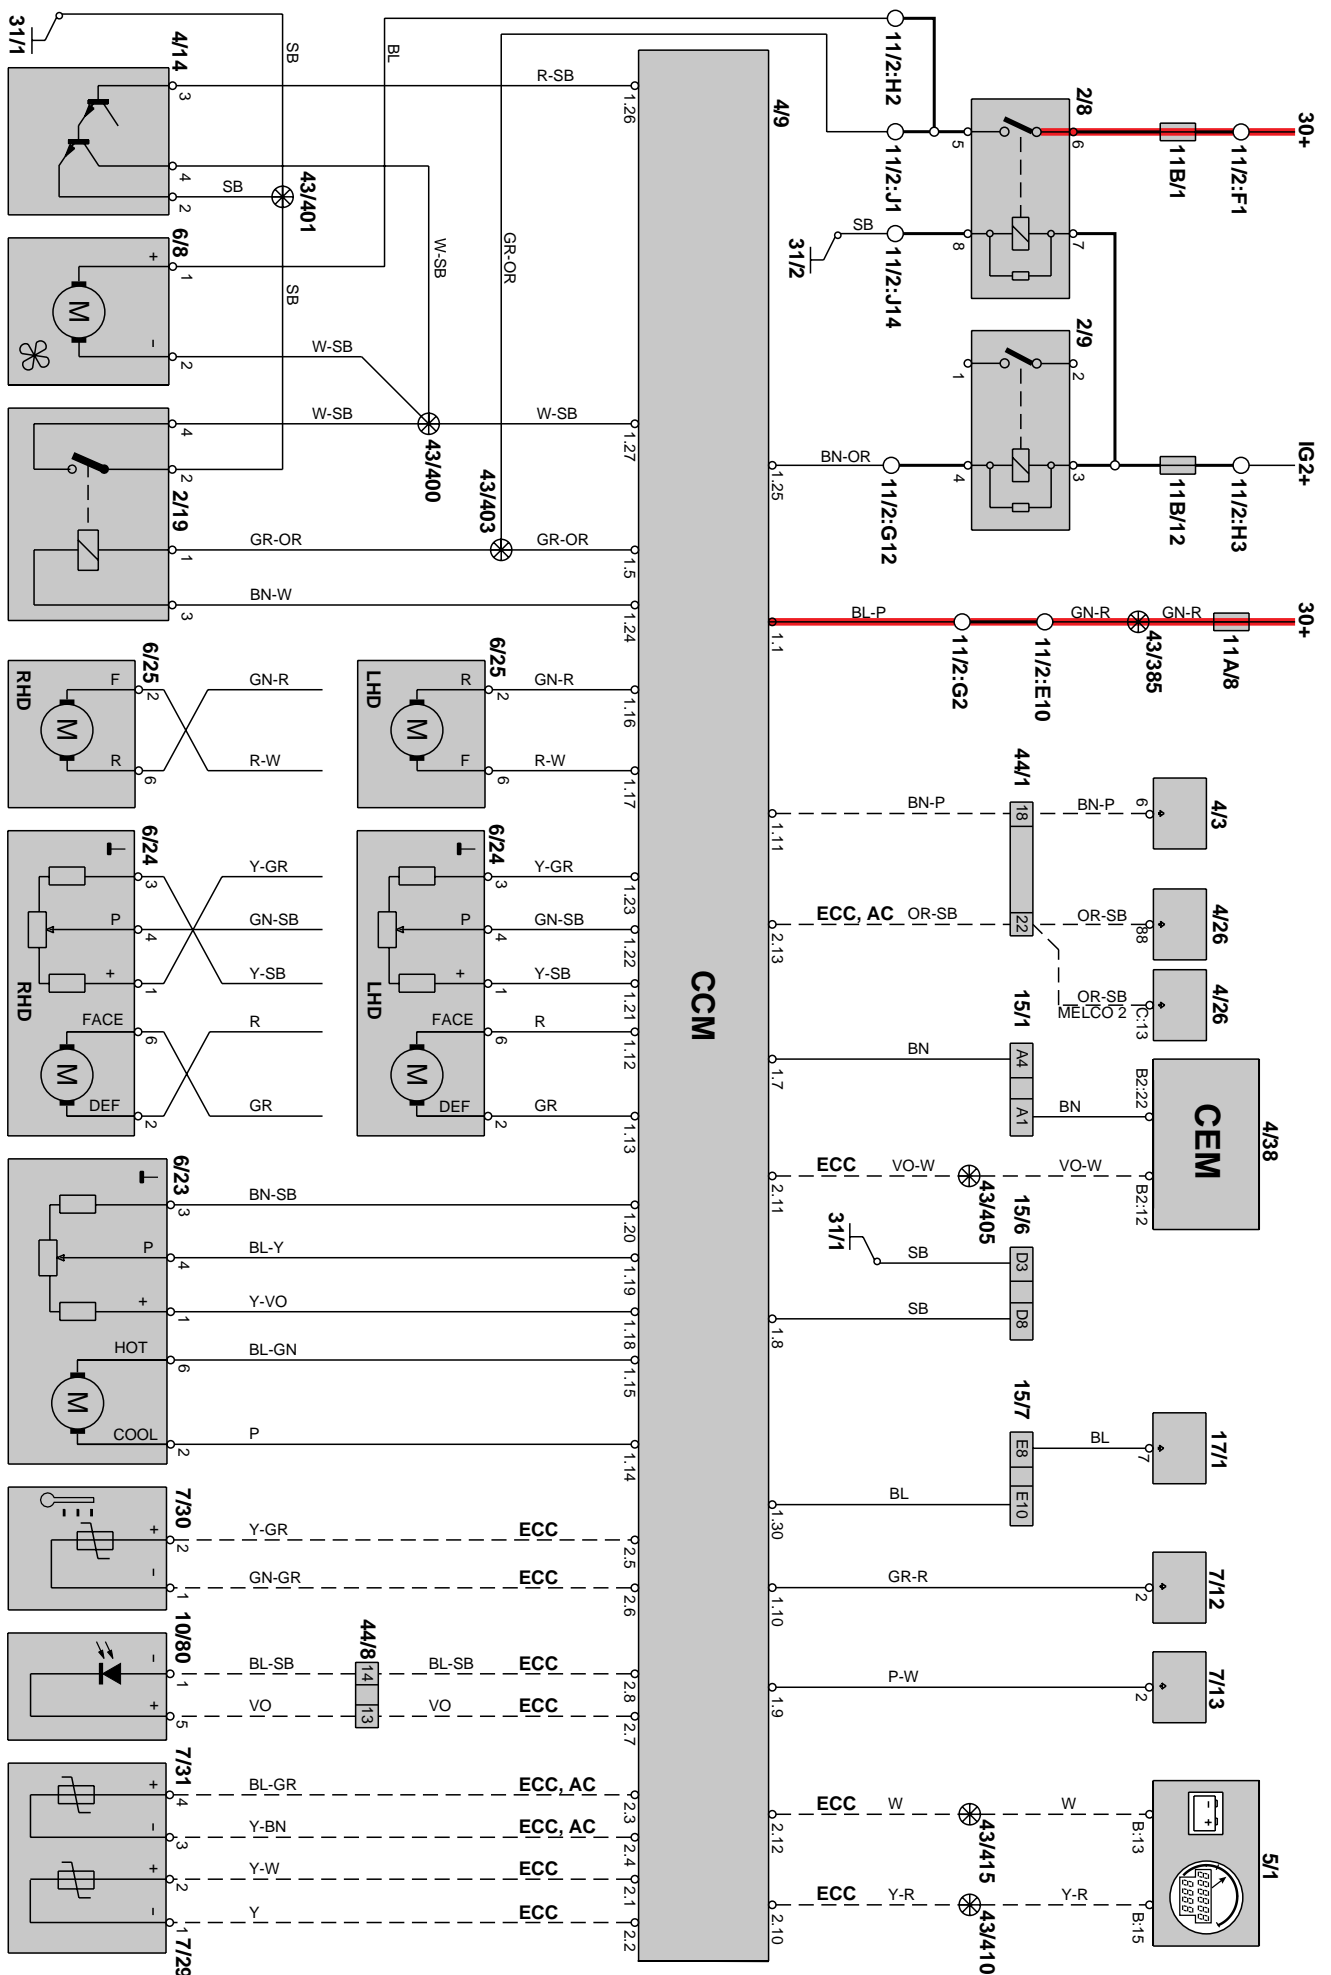 30+
IG2+
30+
11/2:F1
11/2:H3
11B/1
11B/12
11A/8
GN-R
43/385
GN-R
11/2:E10
11/2:G2
BL-P
1.1
4/3
6
BN-P
4/26
88
OR-SB
4/26
C:13
OR-SB
MELCO 2
4/38
CEM
B2:22
B2:12
BN
VO-W
17/1
7
BL
7/12
2
7/13
2
5/1
B:13
B:15
W
Y-R
2/8
6
7
5
8
2/9
2
3
1
4
11/2:H2
11/2:J1
11/2:J14
SB
31/2
11/2:G12
BN-OR
1.25
44/1
18
22
BN-P
1.11
ECC, AC
OR-SB
2.13
15/1
A4
A1
BN
1.7
43/405
ECC
VO-W
2.11
15/6
D3
D8
SB
31/1
SB
1.8
15/7
E8
E10
BL
1.30
GR-R
1.10
P-W
1.9
43/415
ECC
W
2.12
43/410
ECC
Y-R
2.10
4/9
CCM
1.26
1.27
1.5
1.24
1.16
1.17
1.23
1.22
1.21
1.12
1.13
1.20
1.19
1.18
1.15
1.14
2.5
2.6
2.8
2.7
2.3
2.4
2.1
2.2
R-SB
W-SB
GR-OR
43/403
GR-OR
43/400
W-SB
BL
SB
43/401
SB
SB
W-SB
W-SB
GR-OR
BN-W
GN-R
R-W
6/25
2
6
R
F
M
LHD
Y-GR
GN-SB
Y-SB
R
GR
6/24
3
4
1
6
2
P
+
FACE
DEF
M
LHD
31/1
4/14
3
4
2
6/8
1
2
+
-
M
2/19
4
2
1
3
GN-R
R-W
6/25
2
6
F
R
M
RHD
Y-GR
GN-SB
Y-SB
R
GR
6/24
3
4
1
6
2
P
+
FACE
DEF
M
RHD
BN-SB
BL-Y
Y-VO
BL-GN
P
6/23
3
4
1
6
2
P
+
HOT
COOL
M
ECC
Y-GR
ECC
GN-GR
7/30
2
1
+
-
ECC
BL-SB
ECC
VO
44/8
14
13
BL-SB
VO
10/80
1
5
-
+
ECC, AC
BL-GR
ECC, AC
Y-BN
ECC
Y-W
ECC
Y
7/31
4
3
2
1
+
-
+
-
7/29